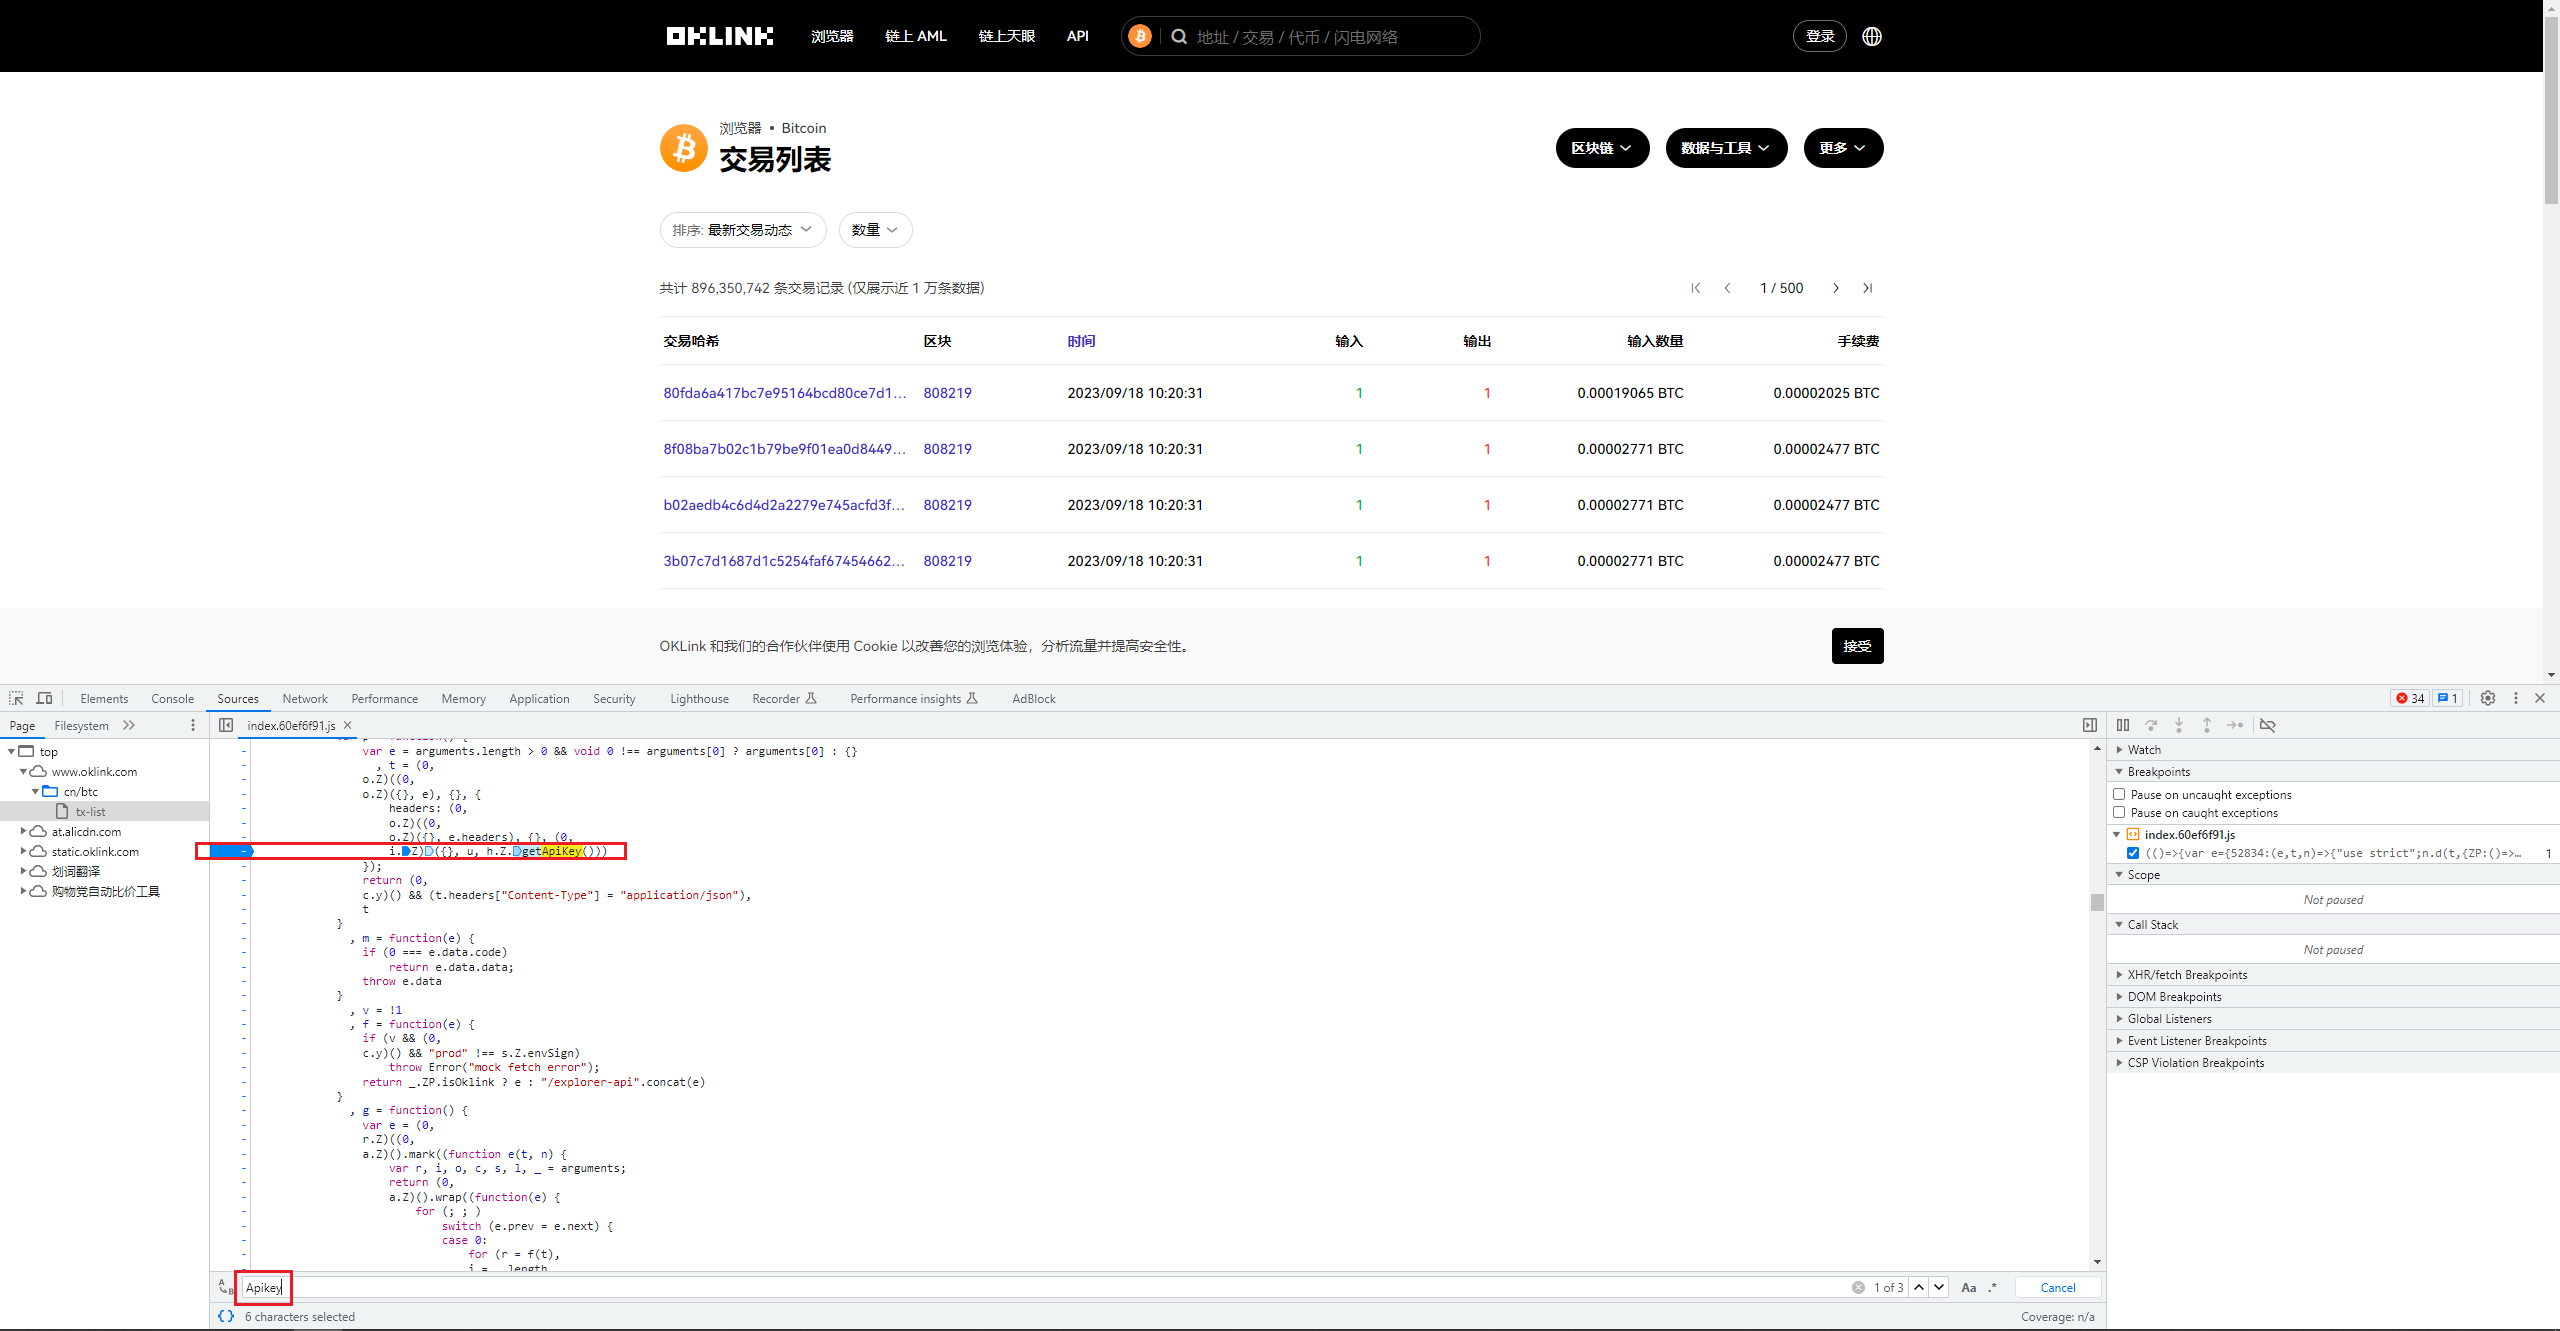 OKLINK 浏览器 链上 AML 链上天眼 API 地址 / 交易 / 代币 / 闪电网络 登录
浏览器 • Bitcoin
交易列表
区块链 数据与工具 更多
排序: 最新交易动态 数量
共计 896,350,742 条交易记录 (仅展示近 1 万条数据) 1 / 500
交易哈希 区块 时间 输入 输出 输入数量 手续费
80fda6a417bc7e95164bcd80ce7d1... 808219 2023/09/18 10:20:31 1 1 0.00019065 BTC 0.00002025 BTC
8f08ba7b02c1b79be9f01ea0d8449... 808219 2023/09/18 10:20:31 1 1 0.00002771 BTC 0.00002477 BTC
b02aedb4c6d4d2a2279e745acfd3f... 808219 2023/09/18 10:20:31 1 1 0.00002771 BTC 0.00002477 BTC
3b07c7d1687d1c5254faf67454662... 808219 2023/09/18 10:20:31 1 1 0.00002771 BTC 0.00002477 BTC
OKLink 和我们的合作伙伴使用 Cookie 以改善您的浏览体验，分析流量并提高安全性。 接受
Elements Console Sources Network Performance Memory Application Security Lighthouse Recorder Performance insights AdBlock 34 1
Page Filesystem
top
www.oklink.com
cn/btc
tx-list
at.alicdn.com
static.oklink.com
划词翻译
购物党自动比价工具
index.60ef6f91.js
var e = arguments.length > 0 && void 0 !== arguments[0] ? arguments[0] : {}
, t = (0,
o.Z)((0,
o.Z)({}, e), {}, {
headers: (0,
o.Z)((0,
o.Z)({}, e.headers), {}, (0,
i.Z)({}, u, h.Z.getApiKey()))
});
return (0,
c.y)() && (t.headers["Content-Type"] = "application/json"),
t
}
, m = function(e) {
if (0 === e.data.code)
return e.data.data;
throw e.data
}
, v = !1
, f = function(e) {
if (v && (0,
c.y)() && "prod" !== s.Z.envSign)
throw Error("mock fetch error");
return _.ZP.isOklink ? e : "/explorer-api".concat(e)
}
, g = function() {
var e = (0,
r.Z)((0,
a.Z)().mark((function e(t, n) {
var r, i, o, c, s, l, _ = arguments;
return (0,
a.Z)().wrap((function(e) {
for (; ; )
switch (e.prev = e.next) {
case 0:
for (r = f(t),
Apikey 1 of 3 Aa .* Cancel
{} 6 characters selected Coverage: n/a
Watch
Breakpoints
Pause on uncaught exceptions
Pause on caught exceptions
index.60ef6f91.js
(()=>{var e={52834:(e,t,n)=>{"use strict";n.d(t,{ZP:()=>… 1
Scope
Not paused
Call Stack
Not paused
XHR/fetch Breakpoints
DOM Breakpoints
Global Listeners
Event Listener Breakpoints
CSP Violation Breakpoints